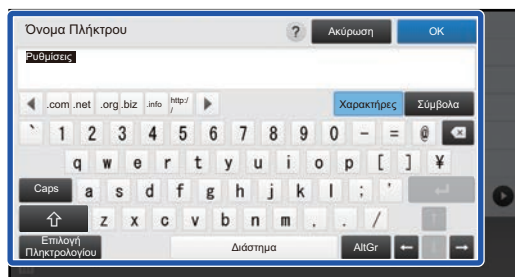 Όνομα Πλήκτρου ? Ακύρωση OK
Ρυθμίσεις
.com .net .org .biz .info http:// Χαρακτήρες Σύμβολα
` 1 2 3 4 5 6 7 8 9 0 - = @
q w e r t y u i o p [ ] ¥
Caps a s d f g h j k l ; '
z x c v b n m , . /
Επιλογή Πληκτρολογίου Διάστημα AltGr